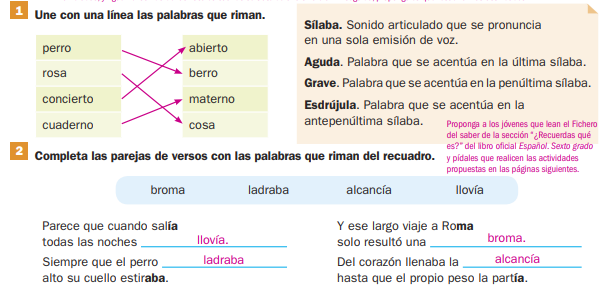 1 Une con una línea las palabras que riman.
perro
rosa
concierto
cuaderno
abierto
berro
materno
cosa
Sílaba. Sonido articulado que se pronuncia
en una sola emisión de voz.
Aguda. Palabra que se acentúa en la última sílaba.
Grave. Palabra que se acentúa en la penúltima sílaba.
Esdrújula. Palabra que se acentúa en la
antepenúltima sílaba.
Proponga a los jóvenes que lean el Fichero
del saber de la sección “¿Recuerdas qué
es?” del libro oficial Español. Sexto grado
y pídales que realicen las actividades
propuestas en las páginas siguientes.
2 Completa las parejas de versos con las palabras que riman del recuadro.
broma ladraba alcancía llovía
Parece que cuando salía
todas las noches llovía.
Siempre que el perro ladraba
alto su cuello estiraba.
Y ese largo viaje a Roma
solo resultó una broma.
Del corazón llenaba la alcancía
hasta que el propio peso la partía.